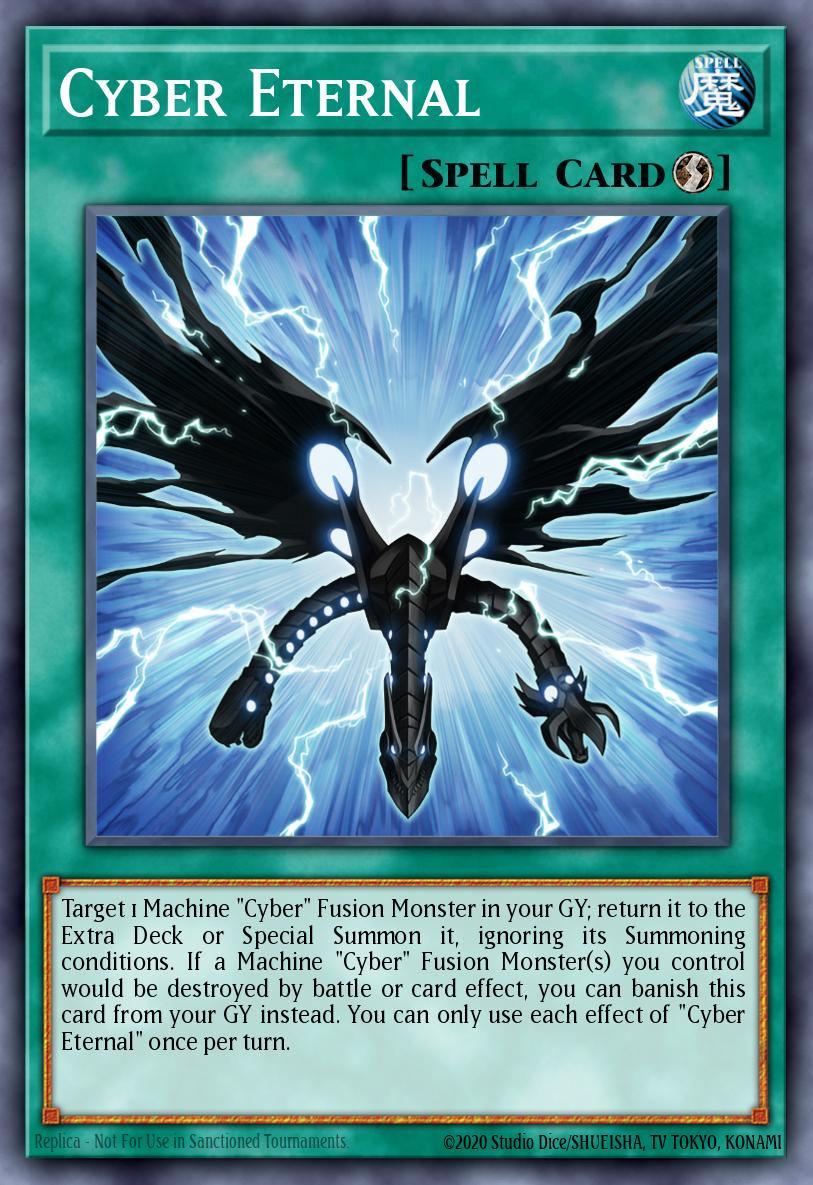 Cyber Eternal
SPELL
魔
[Spell Card]
Target 1 Machine "Cyber" Fusion Monster in your GY; return it to the
Extra Deck or Special Summon it, ignoring its Summoning
conditions. If a Machine "Cyber" Fusion Monster(s) you control
would be destroyed by battle or card effect, you can banish this
card from your GY instead. You can only use each effect of "Cyber
Eternal" once per turn.
Replica - Not For Use in Sanctioned Tournaments.
©2020 Studio Dice/SHUEISHA, TV TOKYO, KONAMI